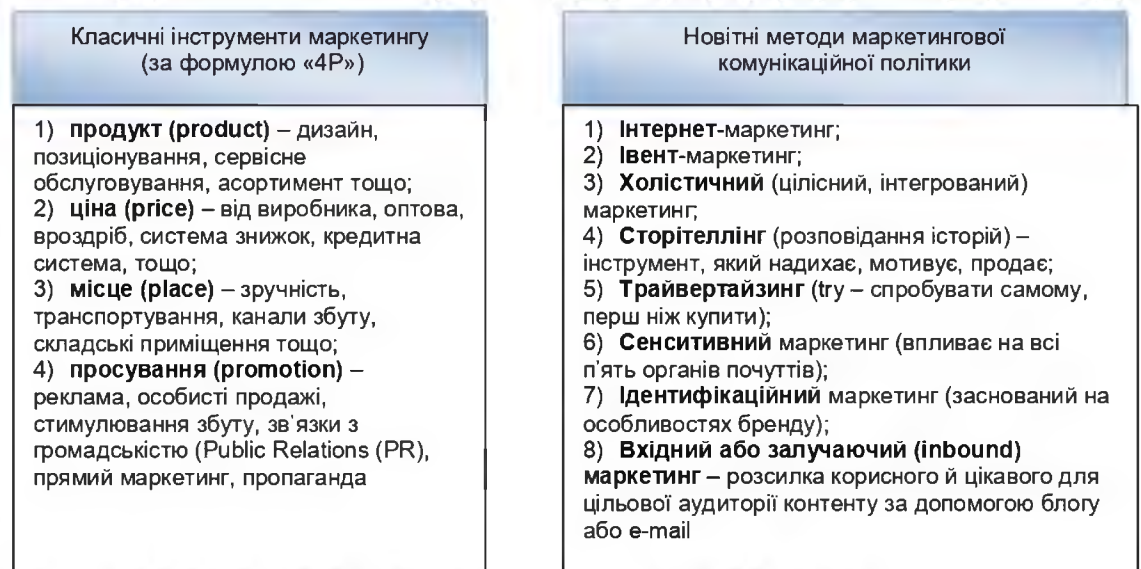 Класичні інструменти маркетингу
(за формулою «4Р»)
1) продукт (product) – дизайн,
позиціонування, сервісне
обслуговування, асортимент тощо;
2) ціна (price) – від виробника, оптова,
вроздріб, система знижок, кредитна
система, тощо;
3) місце (place) – зручність,
транспортування, канали збуту,
складські приміщення тощо;
4) просування (promotion) –
реклама, особисті продажі,
стимулювання збуту, зв'язки з
громадськістю (Public Relations (PR),
прямий маркетинг, пропаганда
Новітні методи маркетингової
комунікаційної політики
1) Інтернет-маркетинг;
2) Івент-маркетинг;
3) Холістичний (цілісний, інтегрований)
маркетинг;
4) Сторітеллінг (розповідання історій) –
інструмент, який надихає, мотивує, продає;
5) Трайвертайзинг (try – спробувати самому,
перш ніж купити);
6) Сенситивний маркетинг (впливає на всі
п'ять органів почуттів);
7) Ідентифікаційний маркетинг (заснований на
особливостях бренду);
8) Вхідний або залучаючий (inbound)
маркетинг – розсилка корисного й цікавого для
цільової аудиторії контенту за допомогою блогу
або e-mail